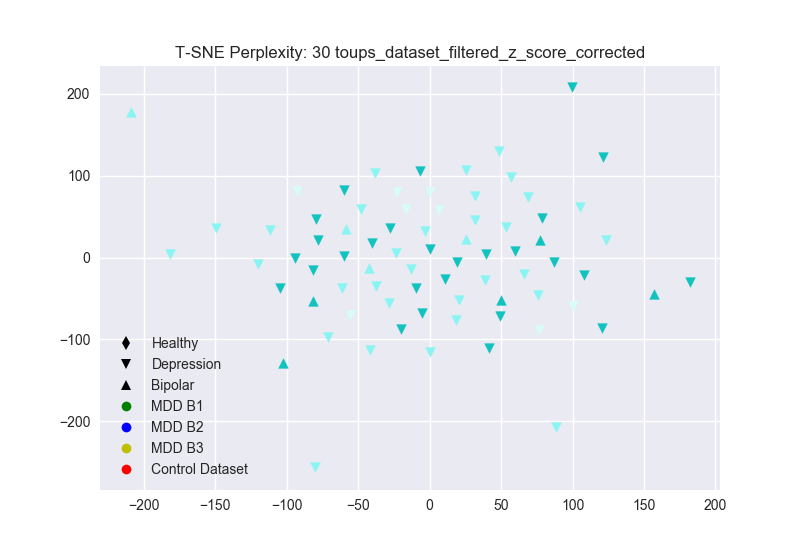 T-SNE Perplexity: 30 toups_dataset_filtered_z_score_corrected
200
100
0
−100
−200
Healthy
Depression
Bipolar
MDD B1
MDD B2
MDD B3
Control Dataset
−200 −150 −100 −50 0 50 100 150 200